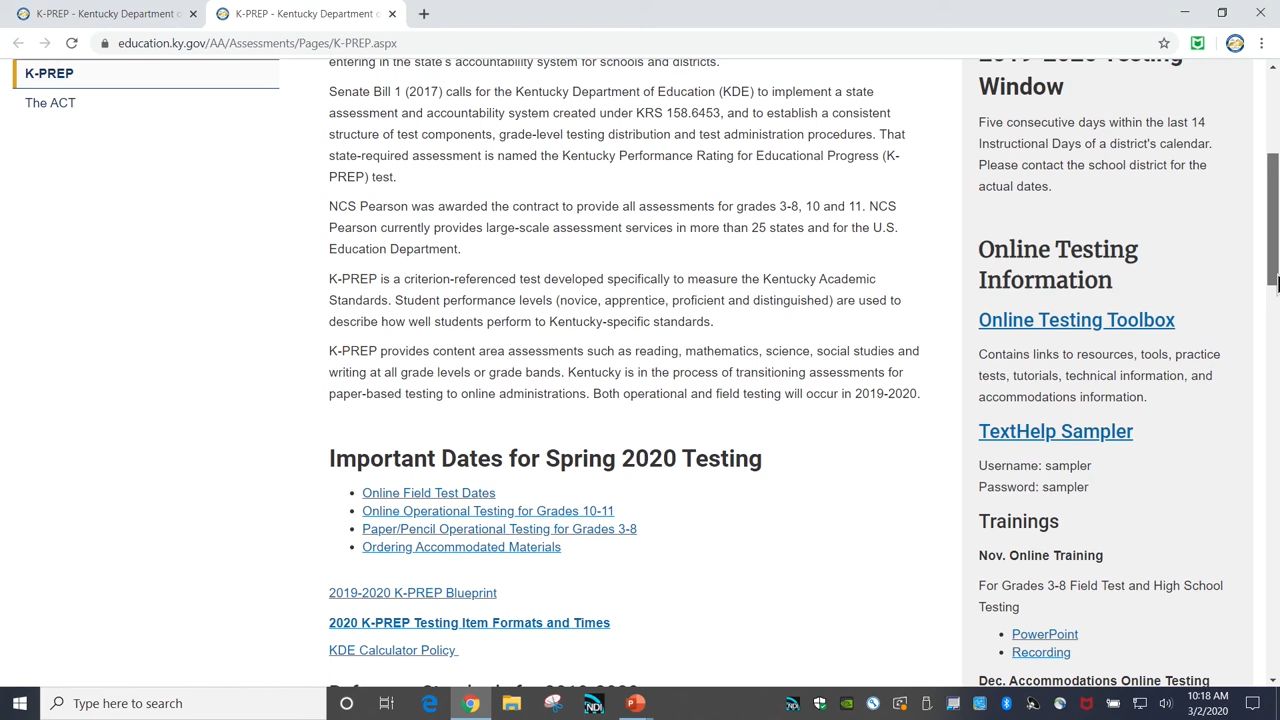 K-PREP - Kentucky Department o
K-PREP - Kentucky Department o
education.ky.gov/AA/Assessments/Pages/K-PREP.aspx
K-PREP
The ACT
entering in the state's accountability system for schools and districts.
Senate Bill 1 (2017) calls for the Kentucky Department of Education (KDE) to implement a state
assessment and accountability system created under KRS 158.6453, and to establish a consistent
structure of test components, grade-level testing distribution and test administration procedures. That
state-required assessment is named the Kentucky Performance Rating for Educational Progress (K-
PREP) test.
NCS Pearson was awarded the contract to provide all assessments for grades 3-8, 10 and 11. NCS
Pearson currently provides large-scale assessment services in more than 25 states and for the U.S.
Education Department.
K-PREP is a criterion-referenced test developed specifically to measure the Kentucky Academic
Standards. Student performance levels (novice, apprentice, proficient and distinguished) are used to
describe how well students perform to Kentucky-specific standards.
K-PREP provides content area assessments such as reading, mathematics, science, social studies and
writing at all grade levels or grade bands. Kentucky is in the process of transitioning assessments for
paper-based testing to online administrations. Both operational and field testing will occur in 2019-2020.
Important Dates for Spring 2020 Testing
• Online Field Test Dates
• Online Operational Testing for Grades 10-11
• Paper/Pencil Operational Testing for Grades 3-8
• Ordering Accommodated Materials
2019-2020 K-PREP Blueprint
2020 K-PREP Testing Item Formats and Times
KDE Calculator Policy
2019-2020 Testing
Window
Five consecutive days within the last 14
Instructional Days of a district's calendar.
Please contact the school district for the
actual dates.
Online Testing
Information
Online Testing Toolbox
Contains links to resources, tools, practice
tests, tutorials, technical information, and
accommodations information.
TextHelp Sampler
Username: sampler
Password: sampler
Trainings
Nov. Online Training
For Grades 3-8 Field Test and High School
Testing
• PowerPoint
• Recording
Dec. Accommodations Online Testing
Type here to search
NDI
10:18 AM
3/2/2020